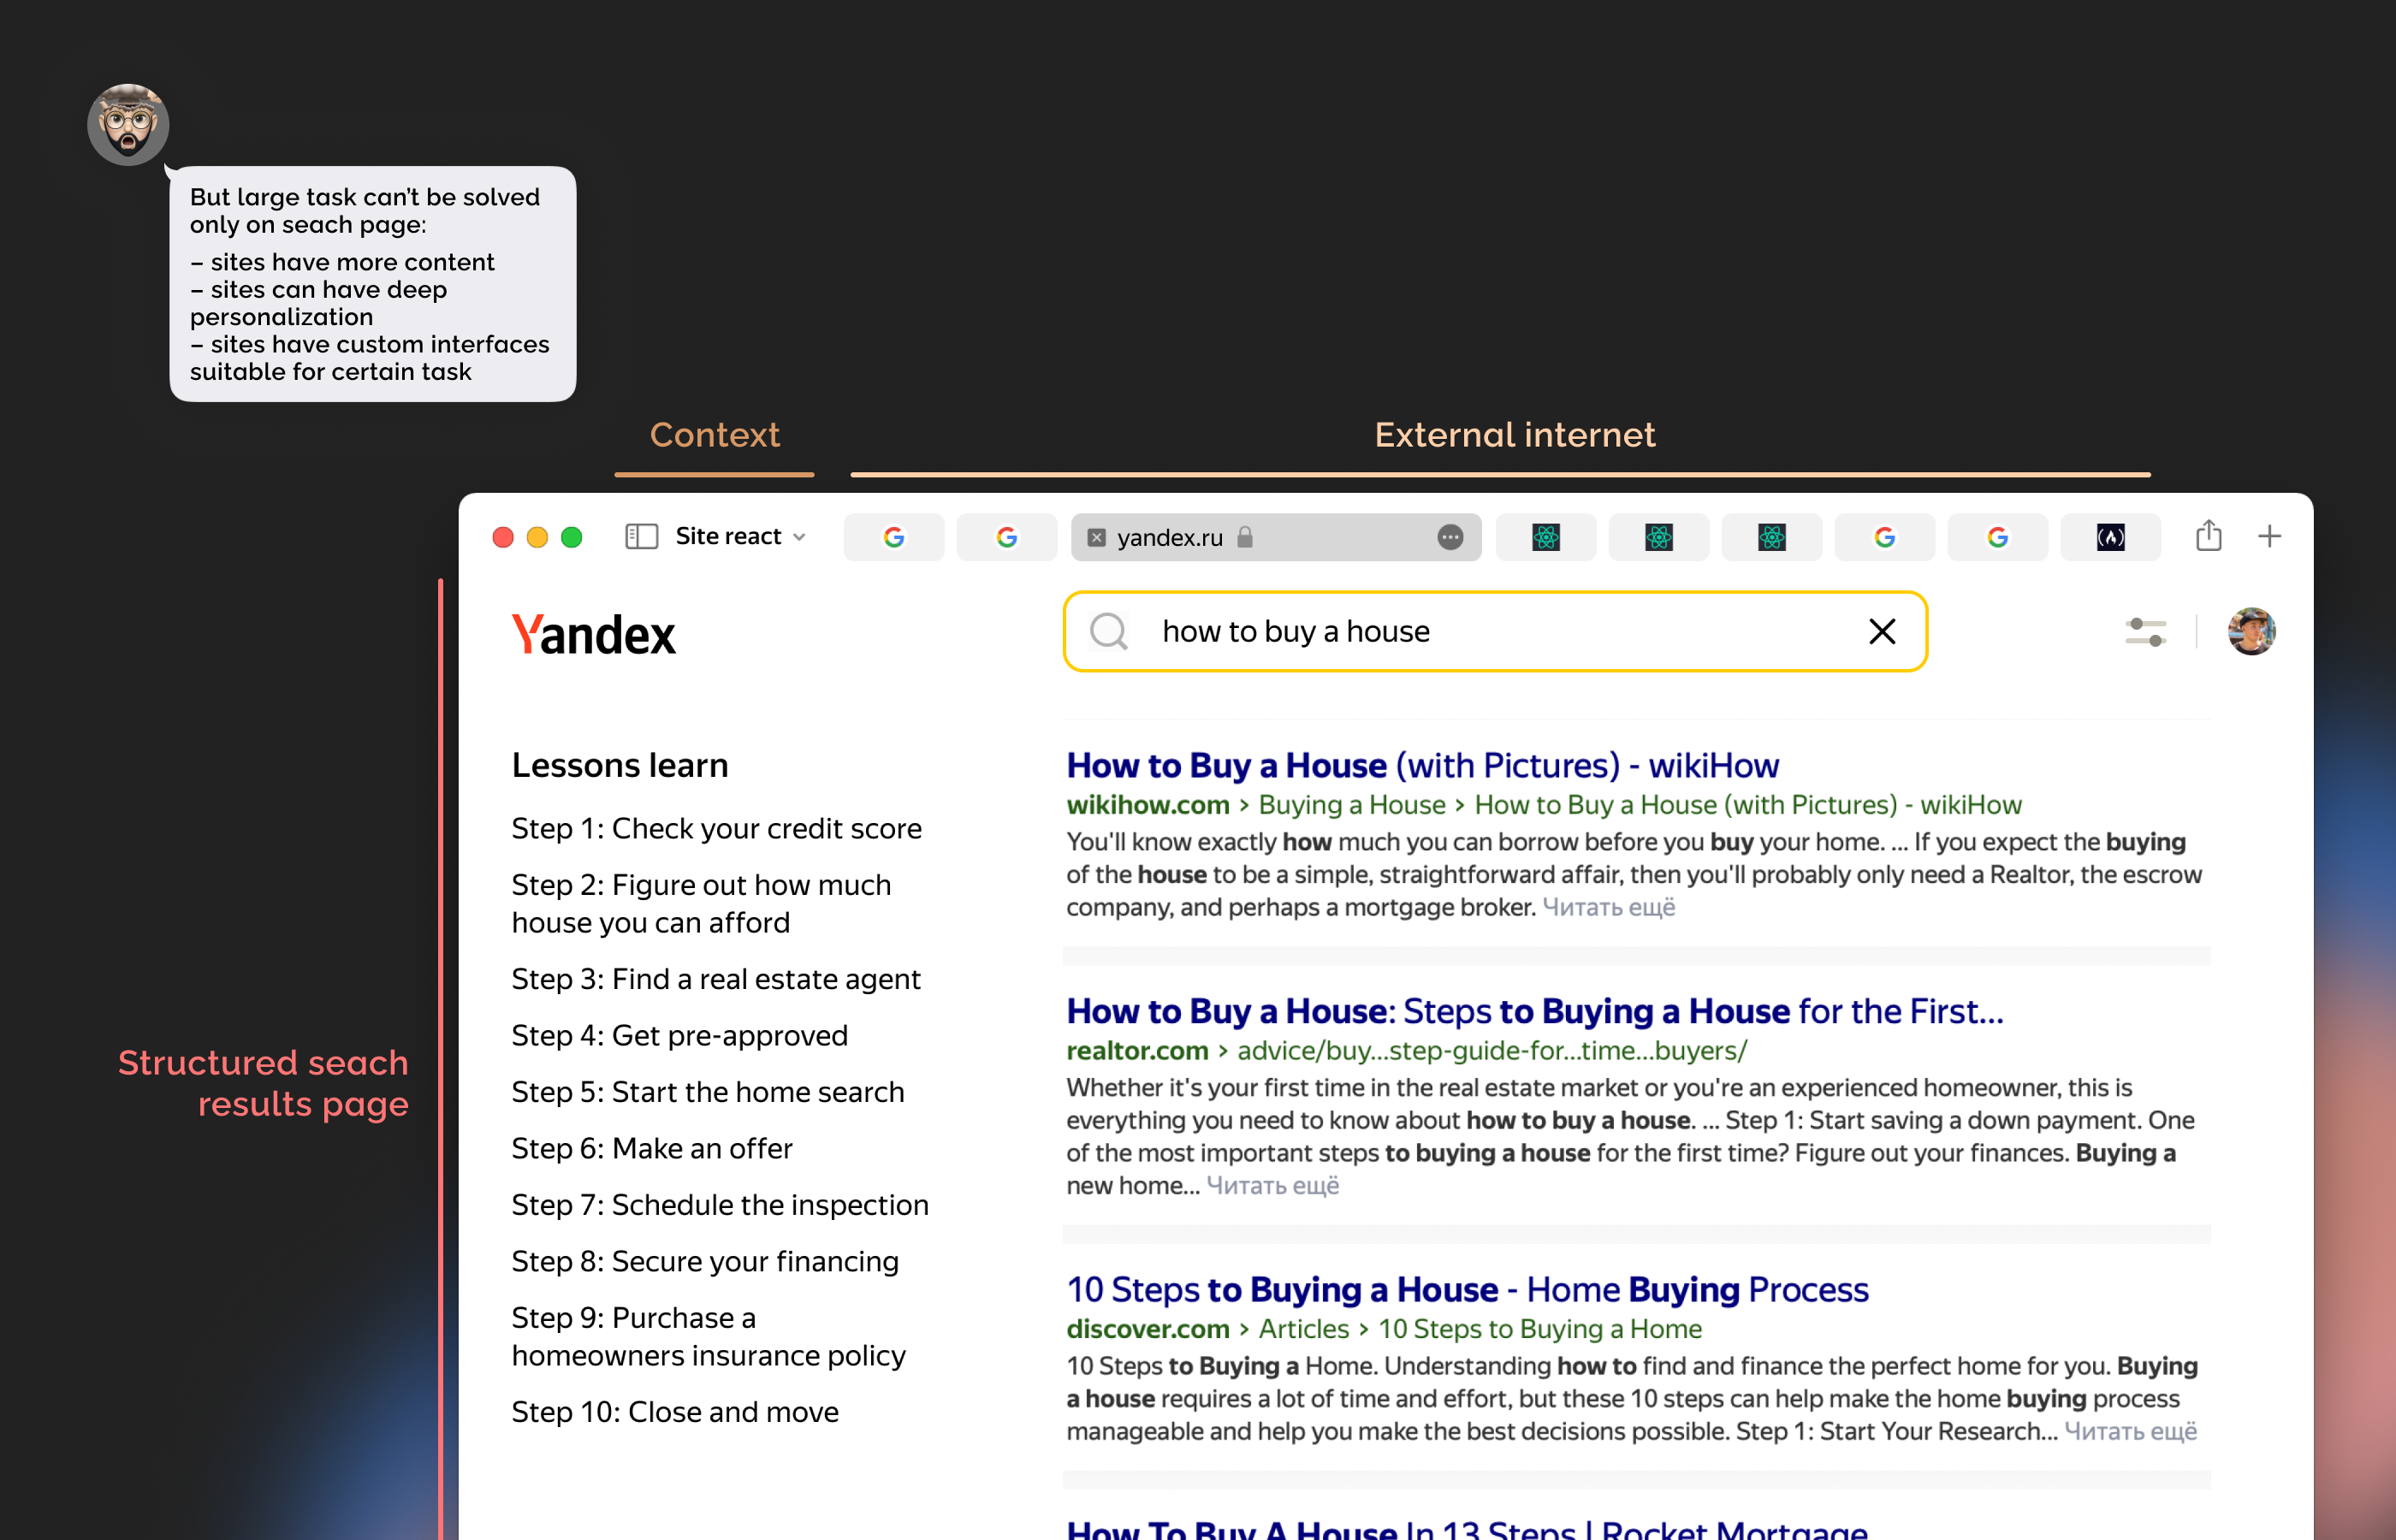 But large task can't be solved
only on seach page:
– sites have more content
– sites can have deep
personalization
– sites have custom interfaces
suitable for certain task
Context
External internet
Site react
yandex.ru
Yandex
how to buy a house
Structured seach
results page
Lessons learn
Step 1: Check your credit score
Step 2: Figure out how much
house you can afford
Step 3: Find a real estate agent
Step 4: Get pre-approved
Step 5: Start the home search
Step 6: Make an offer
Step 7: Schedule the inspection
Step 8: Secure your financing
Step 9: Purchase a
homeowners insurance policy
Step 10: Close and move
How to Buy a House (with Pictures) - wikiHow
wikihow.com › Buying a House › How to Buy a House (with Pictures) - wikiHow
You'll know exactly how much you can borrow before you buy your home. ... If you expect the buying
of the house to be a simple, straightforward affair, then you'll probably only need a Realtor, the escrow
company, and perhaps a mortgage broker. Читать ещё
How to Buy a House: Steps to Buying a House for the First...
realtor.com › advice/buy...step-guide-for...time...buyers/
Whether it's your first time in the real estate market or you're an experienced homeowner, this is
everything you need to know about how to buy a house. ... Step 1: Start saving a down payment. One
of the most important steps to buying a house for the first time? Figure out your finances. Buying a
new home... Читать ещё
10 Steps to Buying a House - Home Buying Process
discover.com › Articles › 10 Steps to Buying a Home
10 Steps to Buying a Home. Understanding how to find and finance the perfect home for you. Buying
a house requires a lot of time and effort, but these 10 steps can help make the home buying process
manageable and help you make the best decisions possible. Step 1: Start Your Research... Читать ещё
How To Buy A House In 13 Steps | Rocket Mortgage